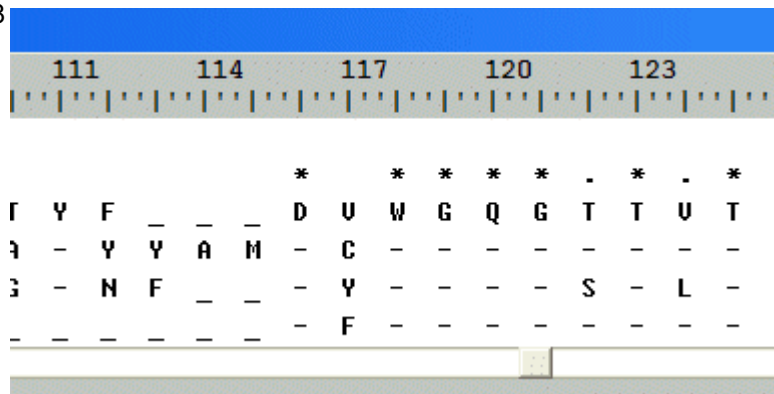 111 114 117 120 123
* * * * * . * . *
Y F _ _ _ D V W G Q G T T V T
- Y Y A M - C - - - - - - - -
- N F _ _ - Y - - - - S - L -
_ _ _ _ _ _ - F - - - - - - - -